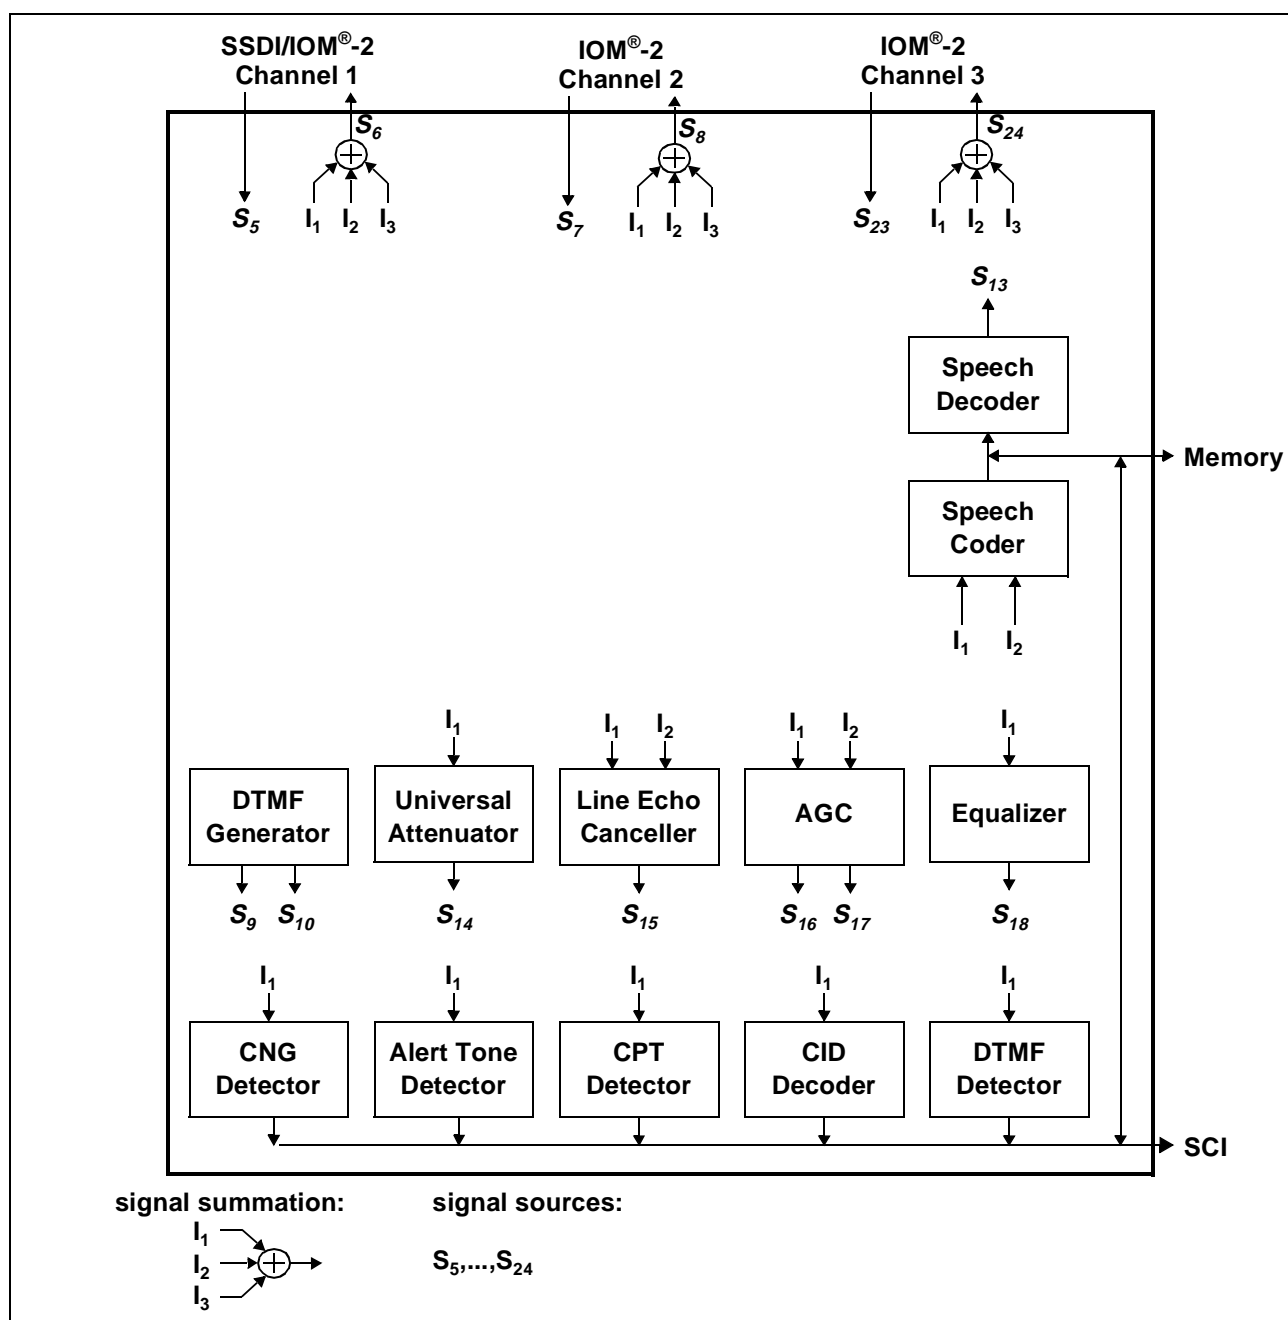 SSDI/IOM®-2
Channel 1
IOM®-2
Channel 2
IOM®-2
Channel 3
S6
S8
S24
S5
I1
I2
I3
S7
I1
I2
I3
S23
I1
I2
I3
S13
Speech
Decoder
Memory
Speech
Coder
I1
I2
I1
I1
I2
I1
I2
I1
DTMF
Generator
Universal
Attenuator
Line Echo
Canceller
AGC
Equalizer
S9
S10
S14
S15
S16
S17
S18
I1
I1
I1
I1
I1
CNG
Detector
Alert Tone
Detector
CPT
Detector
CID
Decoder
DTMF
Detector
SCI
signal summation:
I1
I2
I3
signal sources:
S5,...,S24